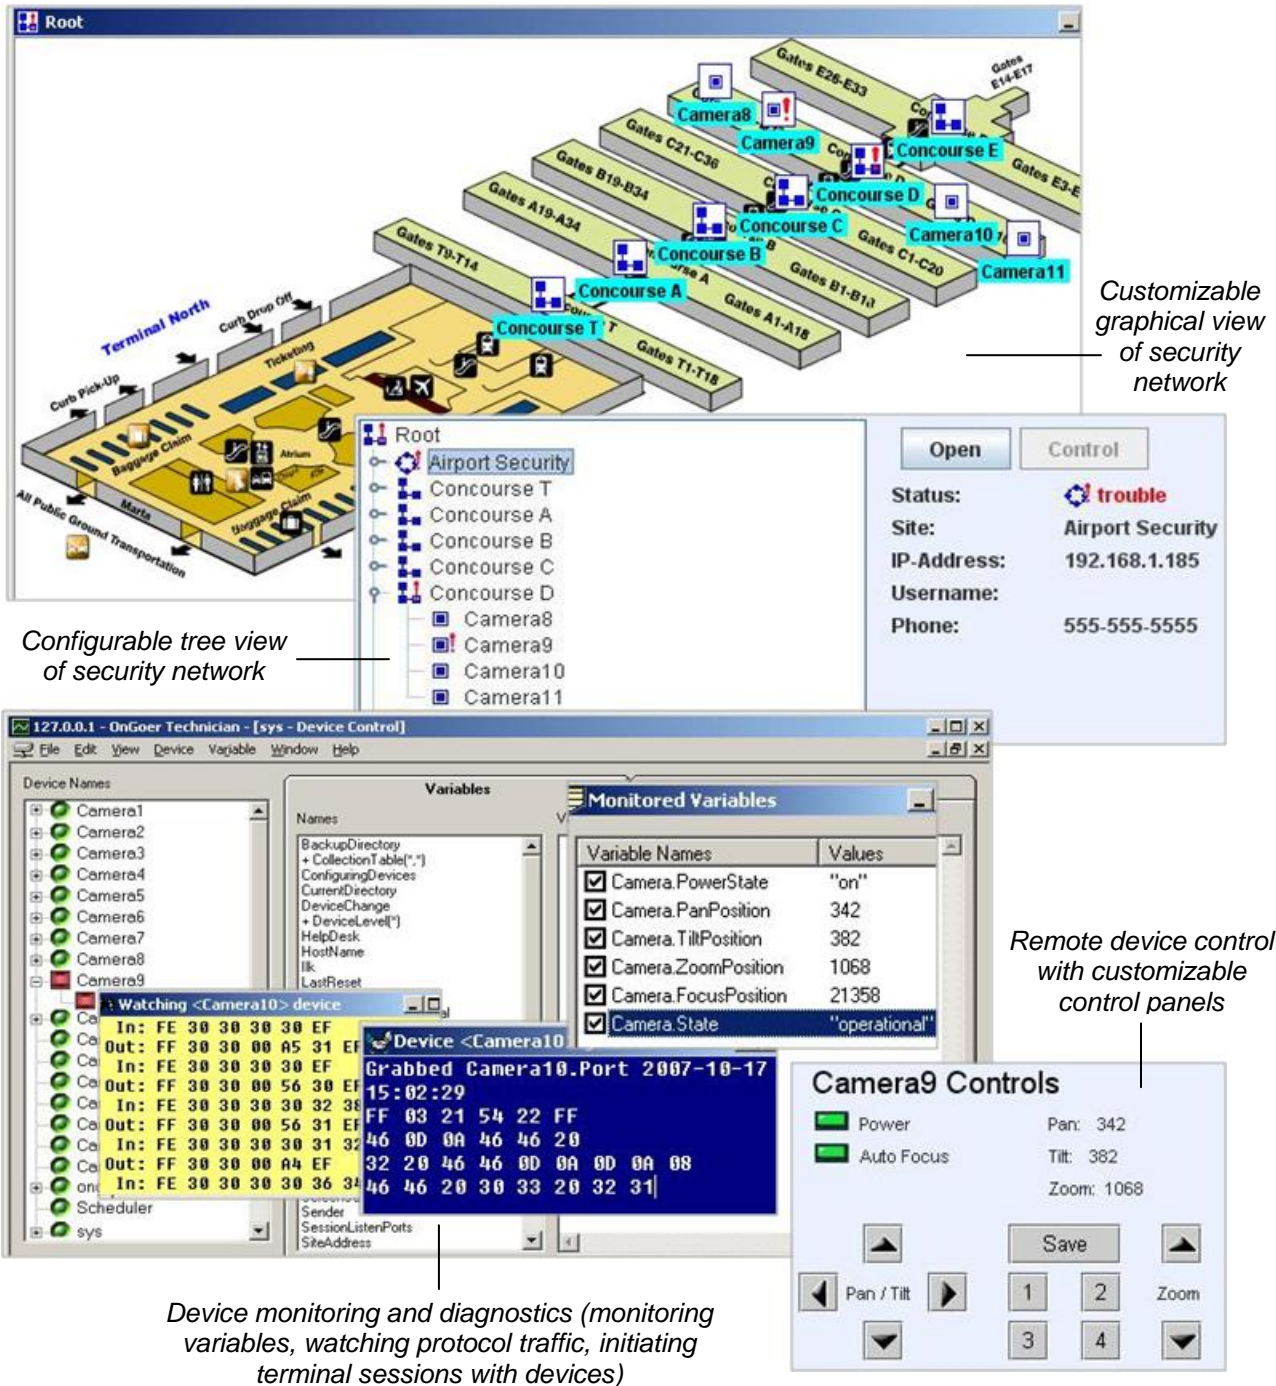 Root
Gates E26-E33
Gates E14-E17
Camera8
Camera9
Concourse E
Gates C21-C36
Gates E3-E
Gates B19-B34
Concourse D
Gates A19-A34
Concourse C
Camera10
Gates C1-C20
Camera11
Gates T9-T14
Concourse B
Gates B1-B18
Concourse A
Gates A1-A18
Concourse T
Gates T1-T18
Terminal North
Curb Drop Off
Ticketing
Curb Pick-Up
Baggage Claim
Atrium
Marta
Baggage Claim
All Public Ground Transportation
Customizable
graphical view
of security
network
Root
Airport Security
Concourse T
Concourse A
Concourse B
Concourse C
Concourse D
Camera8
Camera9
Camera10
Camera11
Open
Control
Status: trouble
Site: Airport Security
IP-Address: 192.168.1.185
Username:
Phone: 555-555-5555
Configurable tree view
of security network
127.0.0.1 - OnGoer Technician - [sys - Device Control]
File Edit View Device Variable Window Help
Device Names
Camera1
Camera2
Camera3
Camera4
Camera5
Camera6
Camera7
Camera8
Camera9
Scheduler
sys
Variables
Names
BackupDirectory
+ CollectionTable(*,*)
ConfiguringDevices
CurrentDirectory
DeviceChange
+ DeviceLevel(*)
HelpDesk
HostName
Ilk
LastReset
Sender
SessionListenPorts
SiteAddress
Monitored Variables
Variable Names Values
Camera.PowerState "on"
Camera.PanPosition 342
Camera.TiltPosition 382
Camera.ZoomPosition 1068
Camera.FocusPosition 21358
Camera.State "operational"
Watching <Camera10> device
In: FE 30 30 30 30 EF
Out: FF 30 30 00 A5 31 EF
In: FE 30 30 30 30 EF
Out: FF 30 30 00 56 30 EF
In: FE 30 30 30 30 32 38
Out: FF 30 30 00 56 31 EF
In: FE 30 30 30 30 31 32
Out: FF 30 30 00 A4 EF
In: FE 30 30 30 30 36 34
Device <Camera10
Grabbed Camera10.Port 2007-10-17
15:02:29
FF 03 21 54 22 FF
46 0D 0A 46 46 20
32 20 46 46 0D 0A 0D 0A 08
46 46 20 30 33 20 32 31
Remote device control
with customizable
control panels
Camera9 Controls
Power
Auto Focus
Pan: 342
Tilt: 382
Zoom: 1068
Save
Pan / Tilt
1 2
3 4
Zoom
Device monitoring and diagnostics (monitoring
variables, watching protocol traffic, initiating
terminal sessions with devices)